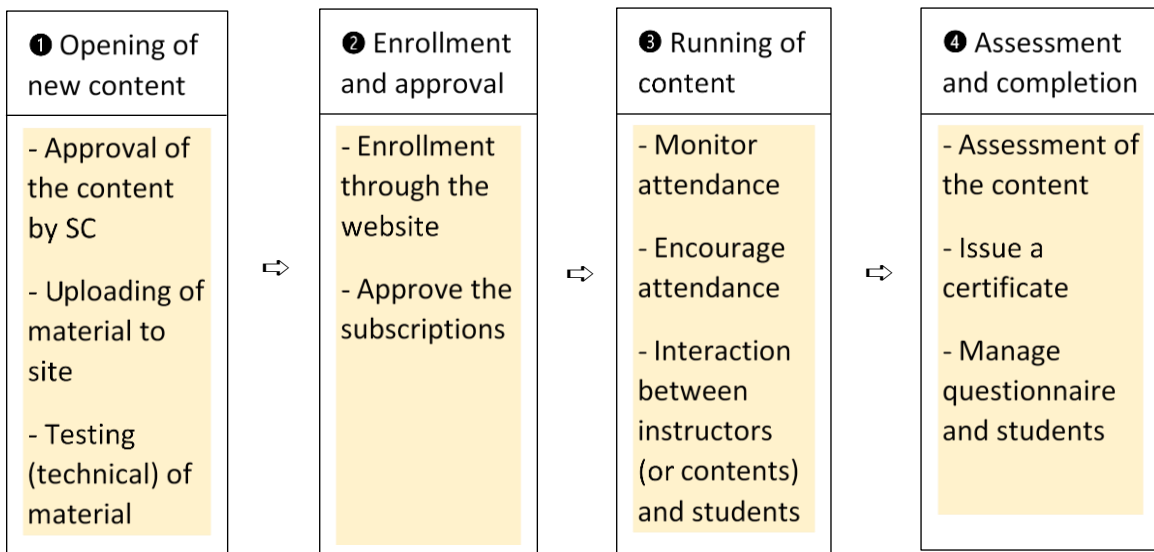 ❶ Opening of
new content
- Approval of
the content
by SC
- Uploading of
material to
site
- Testing
(technical) of
material
⇨
❷ Enrollment
and approval
- Enrollment
through the
website
- Approve the
subscriptions
⇨
❸ Running of
content
- Monitor
attendance
- Encourage
attendance
- Interaction
between
instructors
(or contents)
and students
⇨
❹ Assessment
and completion
- Assessment of
the content
- Issue a
certificate
- Manage
questionnaire
and students